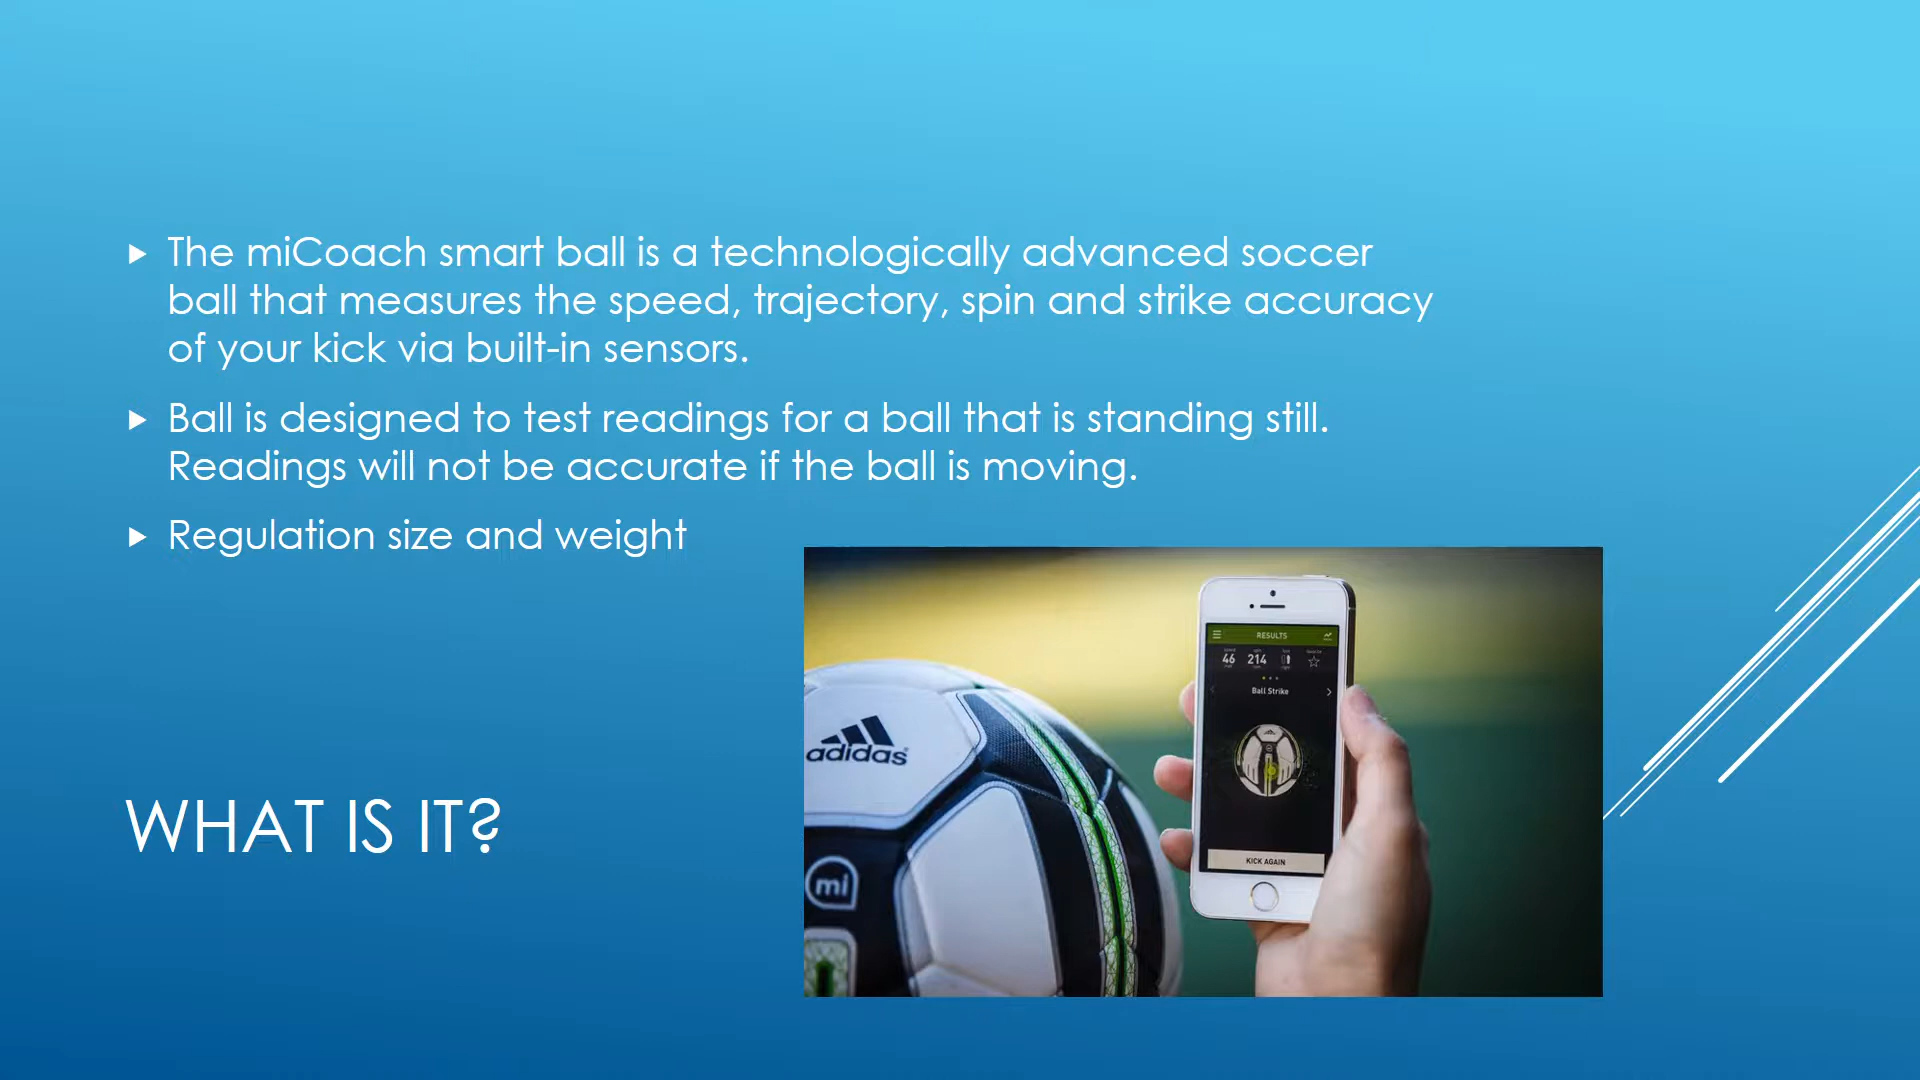 The miCoach smart ball is a technologically advanced soccer
ball that measures the speed, trajectory, spin and strike accuracy
of your kick via built-in sensors.
Ball is designed to test readings for a ball that is standing still.
Readings will not be accurate if the ball is moving.
Regulation size and weight
RESULTS
46 214
Ball Strike
adidas
mi
KICK AGAIN
WHAT IS IT?